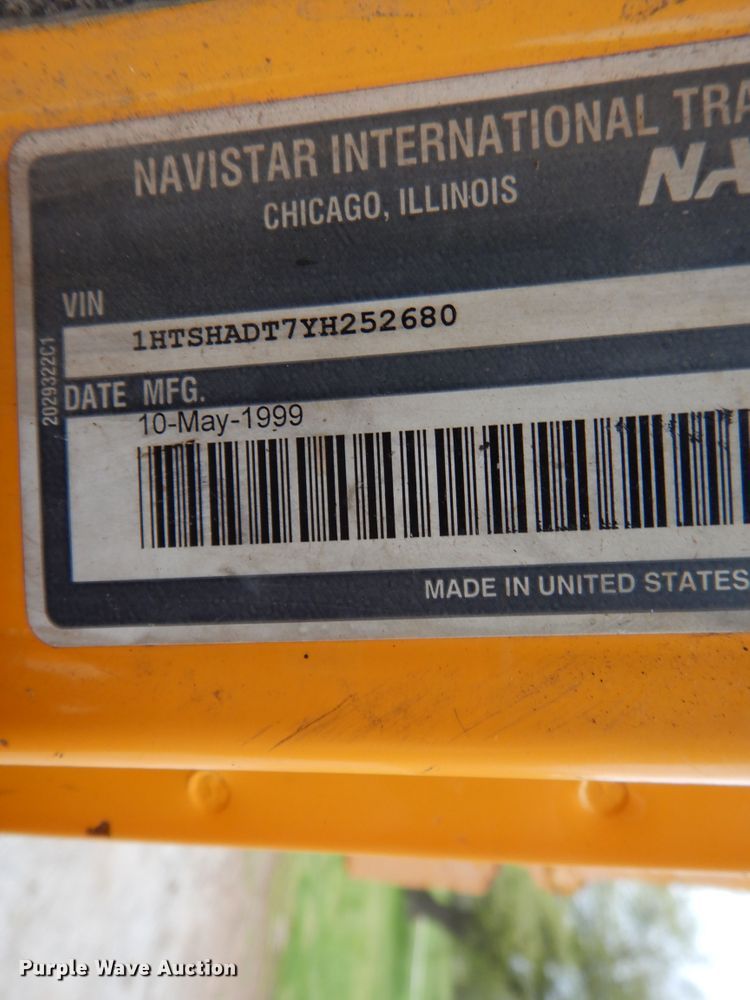 NAVISTAR INTERNATIONAL TRA
CHICAGO, ILLINOIS
NA
VIN
1HTSHADT7YH252680
DATE MFG.
10-May-1999
2029322C1
MADE IN UNITED STATES
Purple Wave Auction